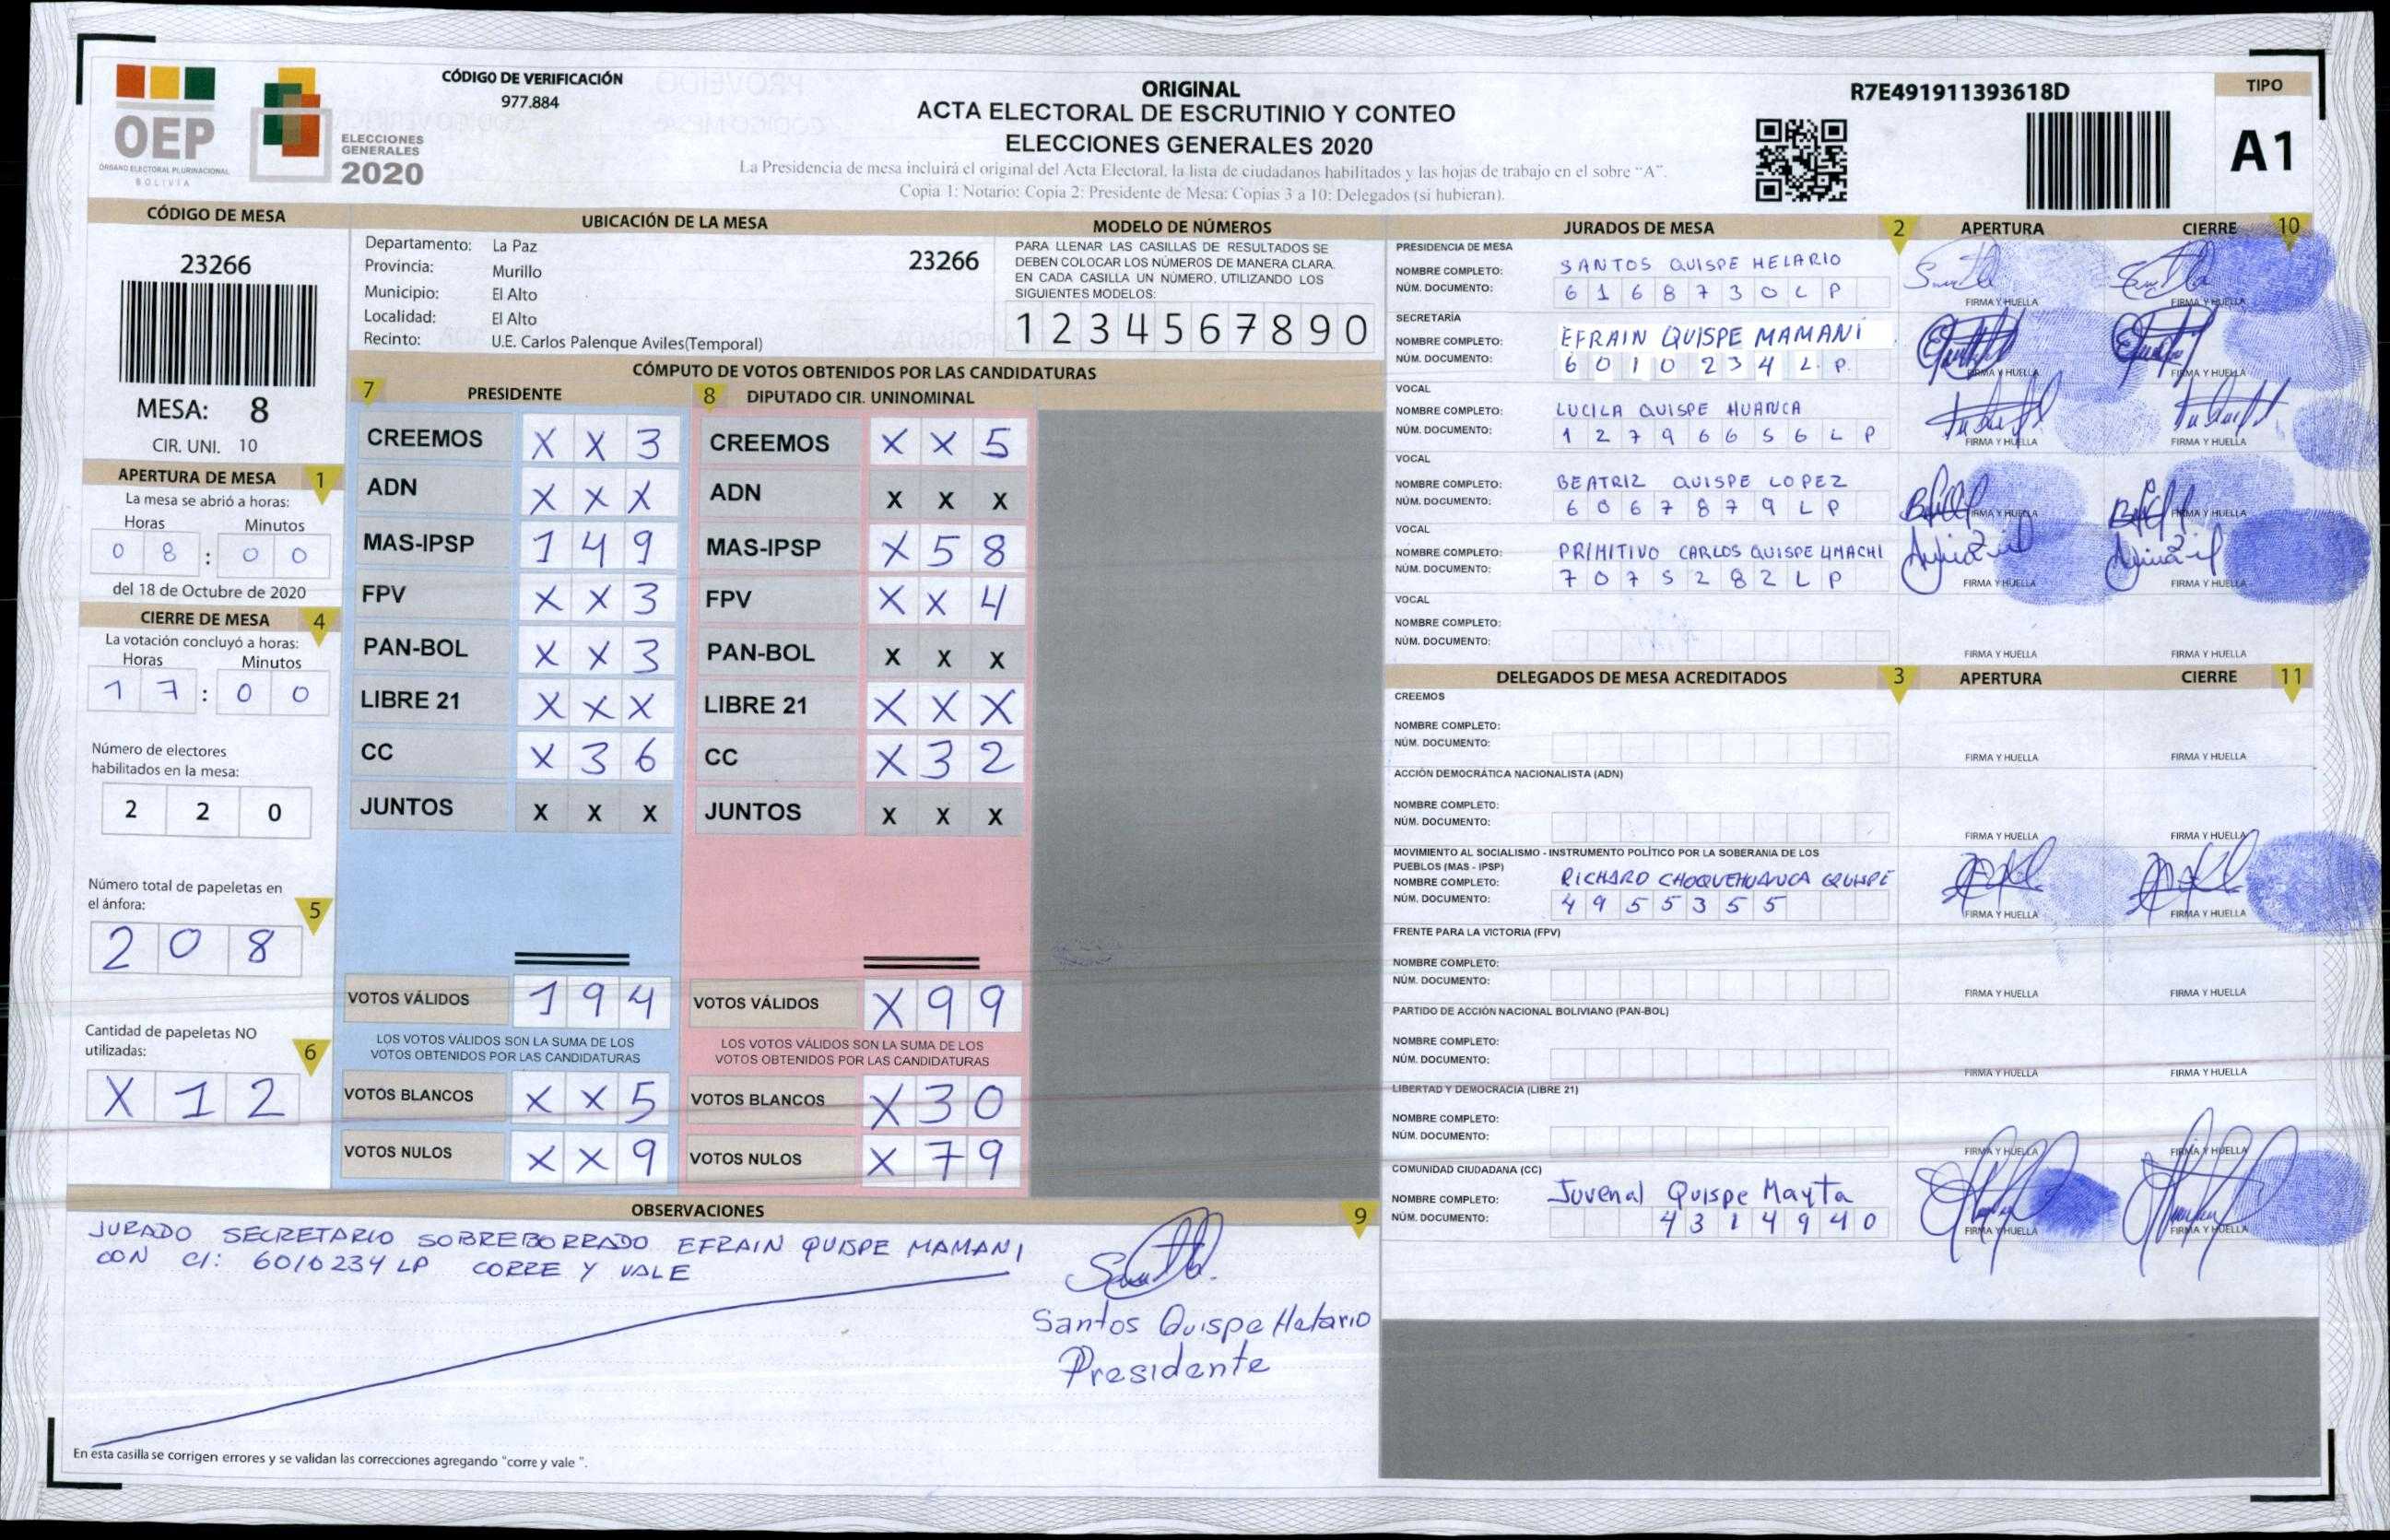 OEP
ÓRGANO ELECTORAL PLURINACIONAL
BOLIVIA
ELECCIONES
GENERALES
2020
CÓDIGO DE VERIFICACIÓN
977.884
ORIGINAL
ACTA ELECTORAL DE ESCRUTINIO Y CONTEO
ELECCIONES GENERALES 2020
La Presidencia de mesa incluirá el original del Acta Electoral, la lista de ciudadanos habilitados y las hojas de trabajo en el sobre "A".
Copia 1: Notario; Copia 2: Presidente de Mesa; Copias 3 a 10: Delegados (si hubieran).
R7E491911393618D
TIPO
A1
CÓDIGO DE MESA
23266
MESA: 8
CIR. UNI. 10
APERTURA DE MESA 1
La mesa se abrió a horas:
Horas Minutos
0 8 : 0 0
del 18 de Octubre de 2020
CIERRE DE MESA 4
La votación concluyó a horas:
Horas Minutos
1 7 : 0 0
Número de electores
habilitados en la mesa:
2 2 0
Número total de papeletas en
el ánfora: 5
2 0 8
Cantidad de papeletas NO
utilizadas: 6
X 1 2
UBICACIÓN DE LA MESA
Departamento: La Paz
Provincia: Murillo
Municipio: El Alto
Localidad: El Alto
Recinto: U.E. Carlos Palenque Aviles(Temporal)
23266
MODELO DE NÚMEROS
PARA LLENAR LAS CASILLAS DE RESULTADOS SE
DEBEN COLOCAR LOS NÚMEROS DE MANERA CLARA.
EN CADA CASILLA UN NÚMERO, UTILIZANDO LOS
SIGUIENTES MODELOS:
1 2 3 4 5 6 7 8 9 0
CÓMPUTO DE VOTOS OBTENIDOS POR LAS CANDIDATURAS
7 PRESIDENTE
CREEMOS X X 3
ADN X X X
MAS-IPSP 1 4 9
FPV X X 3
PAN-BOL X X 3
LIBRE 21 X X X
CC X 3 6
JUNTOS X X X
VOTOS VÁLIDOS 1 9 4
LOS VOTOS VÁLIDOS SON LA SUMA DE LOS
VOTOS OBTENIDOS POR LAS CANDIDATURAS
VOTOS BLANCOS X X 5
VOTOS NULOS X X 9
8 DIPUTADO CIR. UNINOMINAL
CREEMOS X X 5
ADN X X X
MAS-IPSP X 5 8
FPV X X 4
PAN-BOL X X X
LIBRE 21 X X X
CC X 3 2
JUNTOS X X X
VOTOS VÁLIDOS X 9 9
LOS VOTOS VÁLIDOS SON LA SUMA DE LOS
VOTOS OBTENIDOS POR LAS CANDIDATURAS
VOTOS BLANCOS X 3 0
VOTOS NULOS X 7 9
OBSERVACIONES 9
JURADO SECRETARIO SOBREBORRADO EFRAIN QUISPE MAMANI
CON CI: 6010234 LP CORRE Y VALE
Santos Quispe Helario
Presidente
En esta casilla se corrigen errores y se validan las correcciones agregando "corre y vale ".
JURADOS DE MESA 2 APERTURA CIERRE 10
PRESIDENCIA DE MESA
NOMBRE COMPLETO: SANTOS QUISPE HELARIO
NÚM. DOCUMENTO: 6 1 6 8 7 3 0 L P
FIRMA Y HUELLA FIRMA Y HUELLA
SECRETARÍA
NOMBRE COMPLETO: EFRAIN QUISPE MAMANI
NÚM. DOCUMENTO: 6 0 1 0 2 3 4 L. P.
FIRMA Y HUELLA FIRMA Y HUELLA
VOCAL
NOMBRE COMPLETO: LUCILA QUISPE HUANCA
NÚM. DOCUMENTO: 1 2 7 9 6 6 5 6 L P
FIRMA Y HUELLA FIRMA Y HUELLA
VOCAL
NOMBRE COMPLETO: BEATRIZ QUISPE LOPEZ
NÚM. DOCUMENTO: 6 0 6 7 8 7 9 L P
FIRMA Y HUELLA FIRMA Y HUELLA
VOCAL
NOMBRE COMPLETO: PRIMITIVO CARLOS QUISPE UMACHI
NÚM. DOCUMENTO: 7 0 7 5 2 8 2 L P
FIRMA Y HUELLA FIRMA Y HUELLA
VOCAL
NOMBRE COMPLETO:
NÚM. DOCUMENTO:
FIRMA Y HUELLA FIRMA Y HUELLA
DELEGADOS DE MESA ACREDITADOS 3 APERTURA CIERRE 11
CREEMOS
NOMBRE COMPLETO:
NÚM. DOCUMENTO:
FIRMA Y HUELLA FIRMA Y HUELLA
ACCIÓN DEMOCRÁTICA NACIONALISTA (ADN)
NOMBRE COMPLETO:
NÚM. DOCUMENTO:
FIRMA Y HUELLA FIRMA Y HUELLA
MOVIMIENTO AL SOCIALISMO - INSTRUMENTO POLÍTICO POR LA SOBERANIA DE LOS
PUEBLOS (MAS - IPSP)
NOMBRE COMPLETO: RICHARD CHOQUEHUANCA QUISPE
NÚM. DOCUMENTO: 4 9 5 5 3 5 5
FIRMA Y HUELLA FIRMA Y HUELLA
FRENTE PARA LA VICTORIA (FPV)
NOMBRE COMPLETO:
NÚM. DOCUMENTO:
FIRMA Y HUELLA FIRMA Y HUELLA
PARTIDO DE ACCIÓN NACIONAL BOLIVIANO (PAN-BOL)
NOMBRE COMPLETO:
NÚM. DOCUMENTO:
FIRMA Y HUELLA FIRMA Y HUELLA
LIBERTAD Y DEMOCRACIA (LIBRE 21)
NOMBRE COMPLETO:
NÚM. DOCUMENTO:
FIRMA Y HUELLA FIRMA Y HUELLA
COMUNIDAD CIUDADANA (CC)
NOMBRE COMPLETO: Juvenal Quispe Mayta
NÚM. DOCUMENTO: 4 3 1 4 9 4 0
FIRMA Y HUELLA FIRMA Y HUELLA